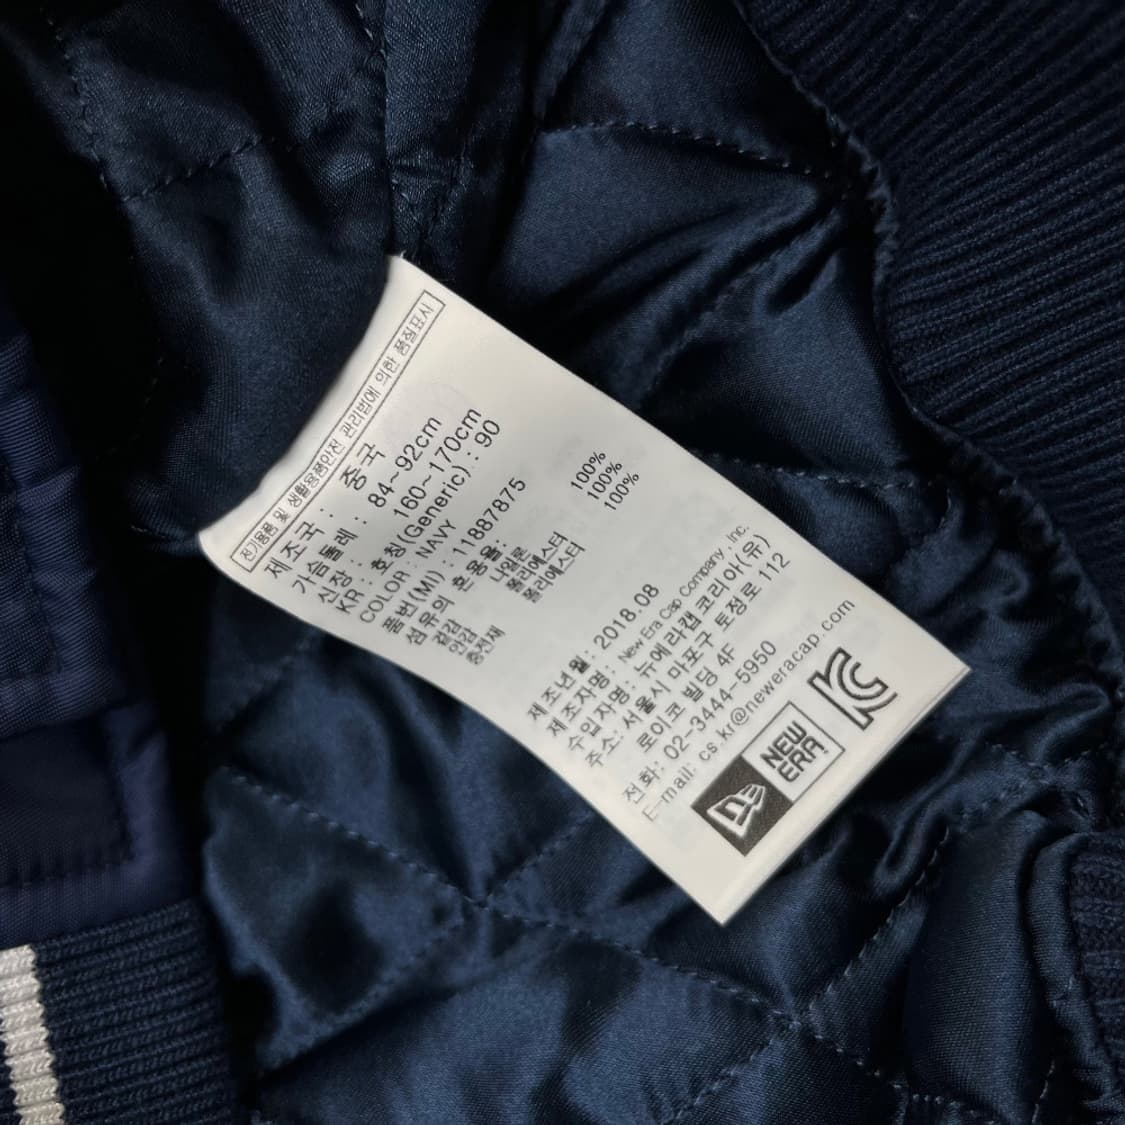 전기용품 및 생활용품안전 관리법에 의한 품질표시
제조국 : 중국
가슴둘레 : 84~92cm
신장 : 160~170cm
KR : 호칭(Generic) : 90
COLOR : NAVY
품번(MI) : 11887875
섬유의 혼용율:
겉감 나일론 100%
안감 폴리에스터 100%
충전재 폴리에스터 100%
제조년월: 2018.08
제조자명: New Era Cap Company, Inc.
수입자명: 뉴에라캡 코리아(유)
주소: 서울시 마포구 토정로 112
로이코 빌딩 4F
전화: 02-3444-5950
E-mail: cs.kr@neweracap.com
NEW
ERA